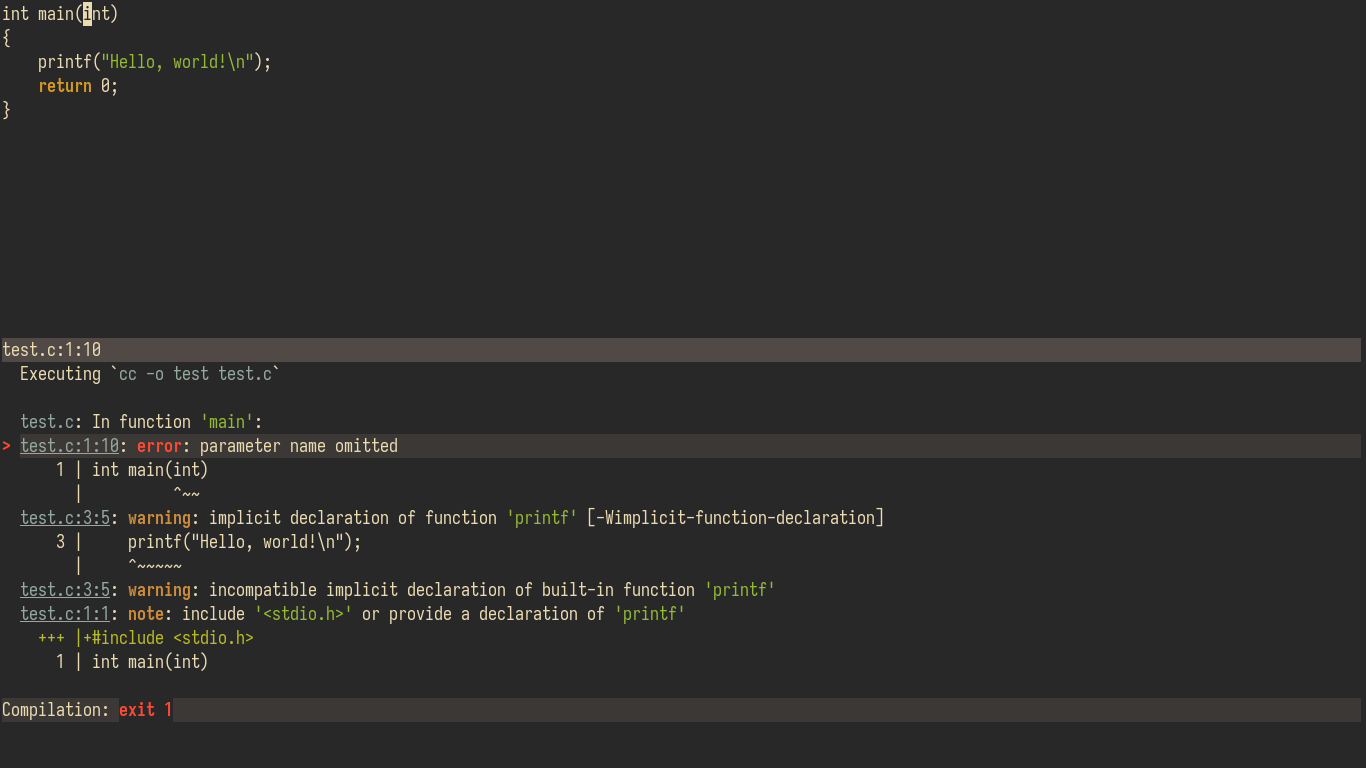 int main(int)
{
    printf("Hello, world!\n");
    return 0;
}
test.c:1:10
  Executing `cc -o test test.c`
  test.c: In function 'main':
> test.c:1:10: error: parameter name omitted
      1 | int main(int)
        |          ^~~
  test.c:3:5: warning: implicit declaration of function 'printf' [-Wimplicit-function-declaration]
      3 |     printf("Hello, world!\n");
        |     ^~~~~~
  test.c:3:5: warning: incompatible implicit declaration of built-in function 'printf'
  test.c:1:1: note: include '<stdio.h>' or provide a declaration of 'printf'
    +++ |+#include <stdio.h>
      1 | int main(int)
Compilation: exit 1